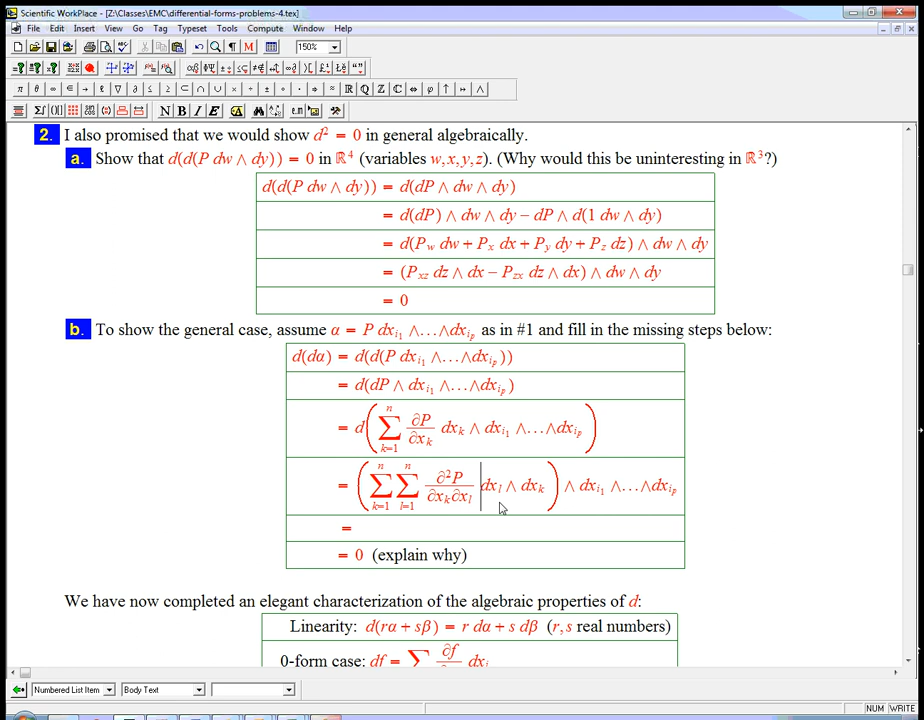 Scientific WorkPlace - [Z:\Classes\EMC\differential-forms-problems-4.tex]
File Edit Insert View Go Tag Typeset Tools Compute Window Help
150%
N B I E
π θ ∞ ∈ → ℓ ∇ ∂ ≤ ⊂ ∩ ∪ × ÷ ± ∘ ≈ ℝ ℚ ℤ ℂ ⇔ φ ↑ ↦ ∧
2. I also promised that we would show d² = 0 in general algebraically.
a. Show that d(d(P dw ∧ dy)) = 0 in ℝ⁴ (variables w, x, y, z). (Why would this be uninteresting in ℝ³?)
d(d(P dw ∧ dy)) = d(dP ∧ dw ∧ dy)
= d(dP) ∧ dw ∧ dy − dP ∧ d(1 dw ∧ dy)
= d(P_w dw + P_x dx + P_y dy + P_z dz) ∧ dw ∧ dy
= (P_xz dz ∧ dx − P_zx dz ∧ dx) ∧ dw ∧ dy
= 0
b. To show the general case, assume α = P dx_{i_1} ∧…∧dx_{i_p} as in #1 and fill in the missing steps below:
d(dα) = d(d(P dx_{i_1} ∧…∧dx_{i_p}))
= d(dP ∧ dx_{i_1} ∧…∧dx_{i_p})
= d(∑_{k=1}^{n} ∂P/∂x_k dx_k ∧ dx_{i_1} ∧…∧dx_{i_p})
= (∑_{k=1}^{n} ∑_{l=1}^{n} ∂²P/∂x_k∂x_l dx_l ∧ dx_k) ∧ dx_{i_1} ∧…∧dx_{i_p}
=
= 0 (explain why)
We have now completed an elegant characterization of the algebraic properties of d:
Linearity: d(rα + sβ) = r dα + s dβ (r, s real numbers)
0-form case: df = ∑ ∂f/ dx_i
Numbered List Item Body Text
NUM WRITE